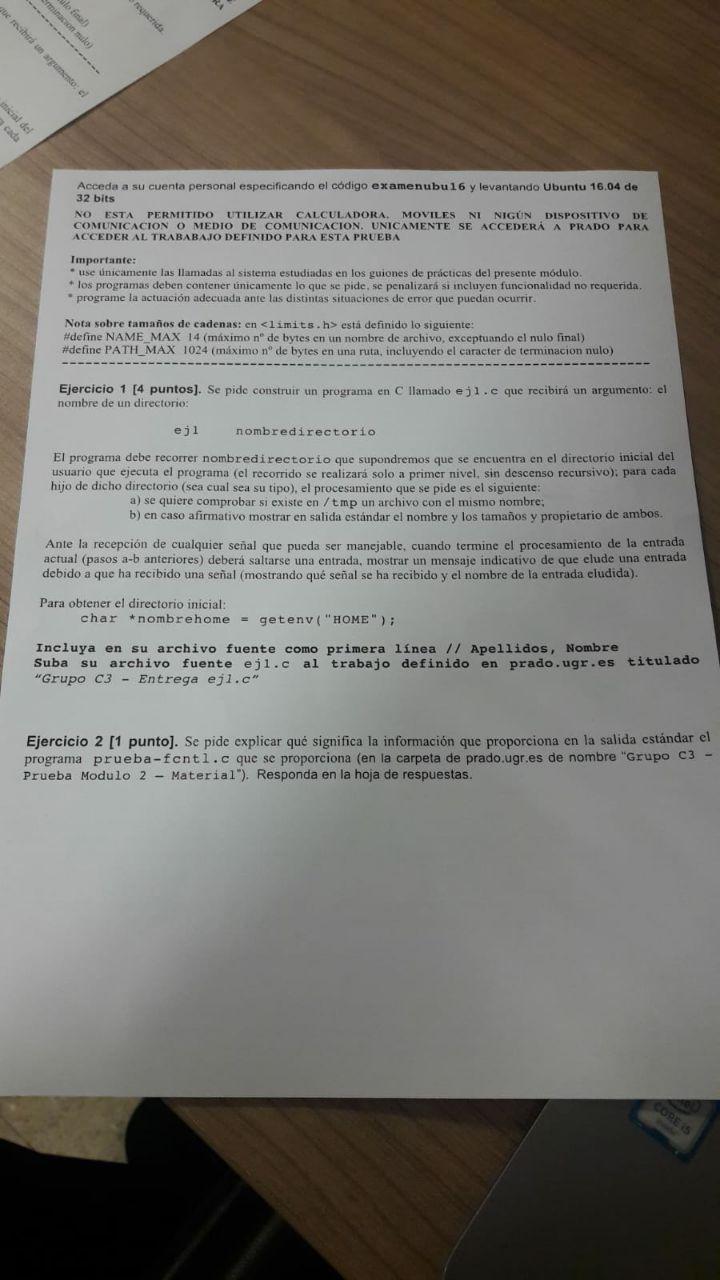 nulo final)
terminacion nulo)
que recibirá un argumento: el
inicial del
cada
requerida.
RA
Acceda a su cuenta personal especificando el código examenubu16 y levantando Ubuntu 16.04 de
32 bits
NO ESTA PERMITIDO UTILIZAR CALCULADORA, MOVILES NI NIGÚN DISPOSITIVO DE
COMUNICACION O MEDIO DE COMUNICACION. UNICAMENTE SE ACCEDERÁ A PRADO PARA
ACCEDER AL TRABABAJO DEFINIDO PARA ESTA PRUEBA
Importante:
* use únicamente las llamadas al sistema estudiadas en los guiones de prácticas del presente módulo.
* los programas deben contener únicamente lo que se pide, se penalizará si incluyen funcionalidad no requerida.
* programe la actuación adecuada ante las distintas situaciones de error que puedan ocurrir.
Nota sobre tamaños de cadenas: en <limits.h> está definido lo siguiente:
#define NAME_MAX 14 (máximo nº de bytes en un nombre de archivo, exceptuando el nulo final)
#define PATH_MAX 1024 (máximo nº de bytes en una ruta, incluyendo el caracter de terminacion nulo)
Ejercicio 1 [4 puntos]. Se pide construir un programa en C llamado ej1.c que recibirá un argumento: el
nombre de un directorio:
ej1 nombredirectorio
El programa debe recorrer nombredirectorio que supondremos que se encuentra en el directorio inicial del
usuario que ejecuta el programa (el recorrido se realizará solo a primer nivel, sin descenso recursivo); para cada
hijo de dicho directorio (sea cual sea su tipo), el procesamiento que se pide es el siguiente:
a) se quiere comprobar si existe en /tmp un archivo con el mismo nombre;
b) en caso afirmativo mostrar en salida estándar el nombre y los tamaños y propietario de ambos.
Ante la recepción de cualquier señal que pueda ser manejable, cuando termine el procesamiento de la entrada
actual (pasos a-b anteriores) deberá saltarse una entrada, mostrar un mensaje indicativo de que elude una entrada
debido a que ha recibido una señal (mostrando qué señal se ha recibido y el nombre de la entrada eludida).
Para obtener el directorio inicial:
char *nombrehome = getenv("HOME");
Incluya en su archivo fuente como primera línea // Apellidos, Nombre
Suba su archivo fuente ej1.c al trabajo definido en prado.ugr.es titulado
“Grupo C3 - Entrega ej1.c”
Ejercicio 2 [1 punto]. Se pide explicar qué significa la información que proporciona en la salida estándar el
programa prueba-fcntl.c que se proporciona (en la carpeta de prado.ugr.es de nombre “Grupo C3 –
Prueba Modulo 2 – Material”). Responda en la hoja de respuestas.
CORE i5